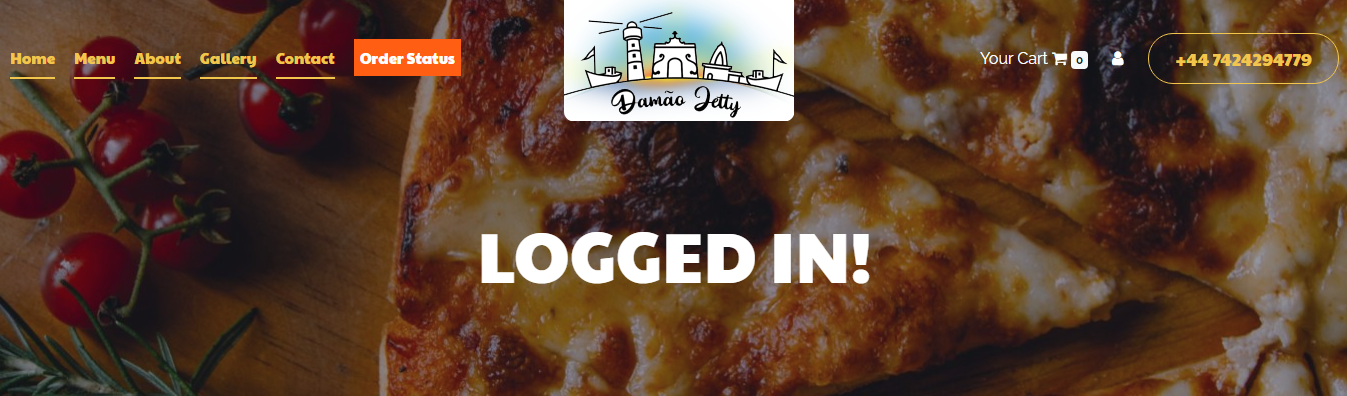 Home Menu About Gallery Contact Order Status
Damão Jetty
Your Cart 0
+44 7424294779
LOGGED IN!